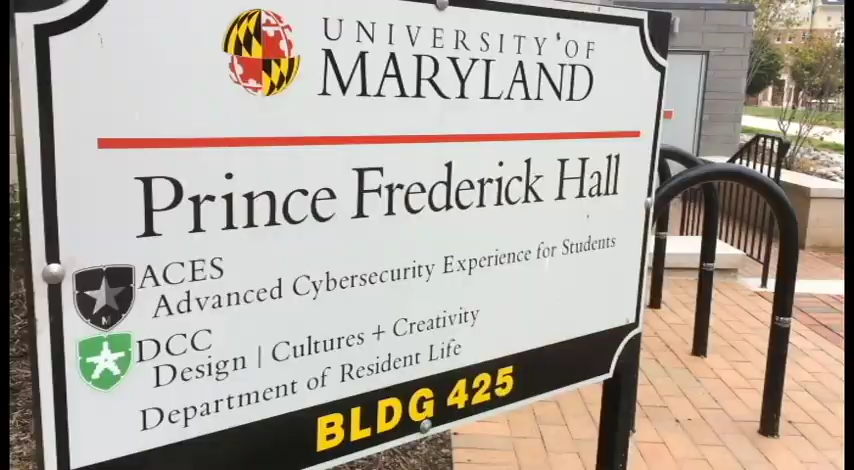 UNIVERSITY OF
MARYLAND
Prince Frederick Hall
ACES
Advanced Cybersecurity Experience for Students
M
DCC
Design | Cultures + Creativity
Department of Resident Life
BLDG 425